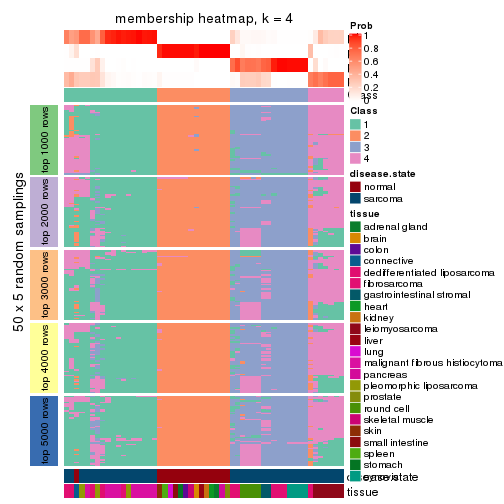 membership heatmap, k = 4
50 x 5 random samplings
top 1000 rows
top 2000 rows
top 3000 rows
top 4000 rows
top 5000 rows
Prob
1
0.8
0.6
0.4
0.2
0
Class
1
2
3
4
disease.state
normal
sarcoma
tissue
adrenal gland
brain
colon
connective
dedifferentiated liposarcoma
fibrosarcoma
gastrointestinal stromal
heart
kidney
leiomyosarcoma
liver
lung
malignant fibrous histiocytoma
pancreas
pleomorphic liposarcoma
prostate
round cell
skeletal muscle
skin
small intestine
spleen
stomach
disease.state
tissue